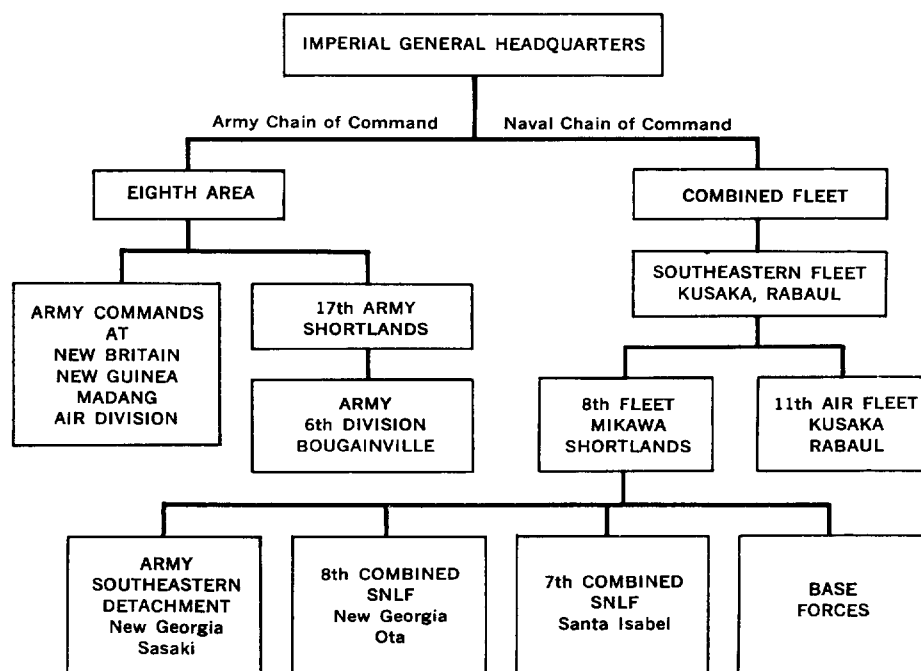 IMPERIAL GENERAL HEADQUARTERS
Army Chain of Command
Naval Chain of Command
EIGHTH AREA
COMBINED FLEET
ARMY COMMANDS
AT
NEW BRITAIN
NEW GUINEA
MADANG
AIR DIVISION
17th ARMY
SHORTLANDS
SOUTHEASTERN FLEET
KUSAKA, RABAUL
ARMY
6th DIVISION
BOUGAINVILLE
8th FLEET
MIKAWA
SHORTLANDS
11th AIR FLEET
KUSAKA
RABAUL
ARMY
SOUTHEASTERN
DETACHMENT
New Georgia
Sasaki
8th COMBINED
SNLF
New Georgia
Ota
7th COMBINED
SNLF
Santa Isabel
BASE
FORCES